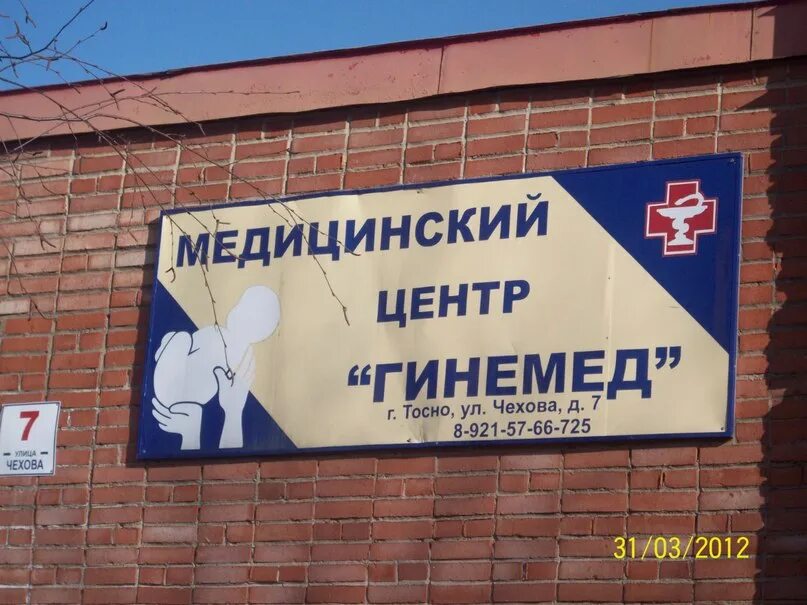 МЕДИЦИНСКИЙ
ЦЕНТР
“ГИНЕМЕД”
г. Тосно, ул. Чехова, д. 7
8-921-57-66-725
7
УЛИЦА
ЧЕХОВА
31/03/2012